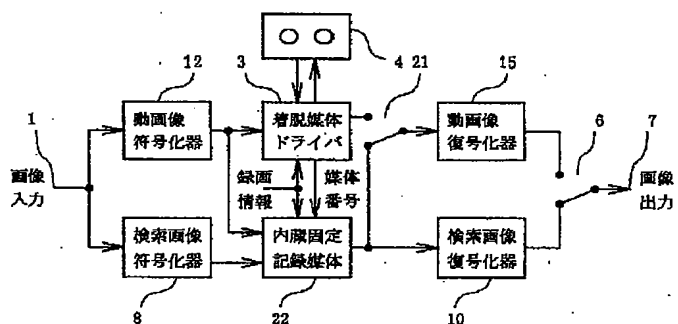 4
21
12
3
15
1
動画像
符号化器
着脱媒体
ドライバ
動画像
復号化器
6
7
画像
入力
録画
情報
媒体
番号
画像
出力
検索画像
符号化器
内蔵固定
記録媒体
検索画像
復号化器
8
22
10